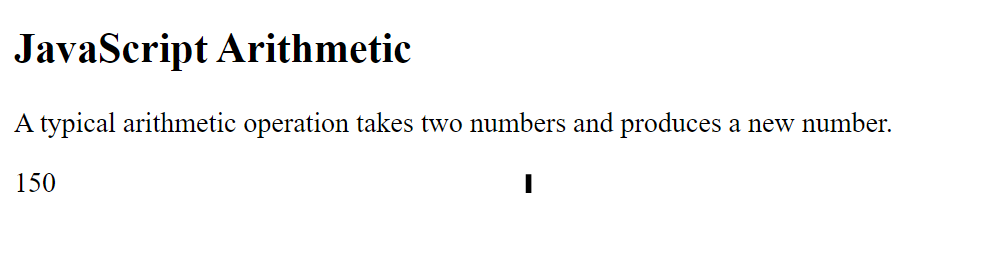 JavaScript Arithmetic
A typical arithmetic operation takes two numbers and produces a new number.
150